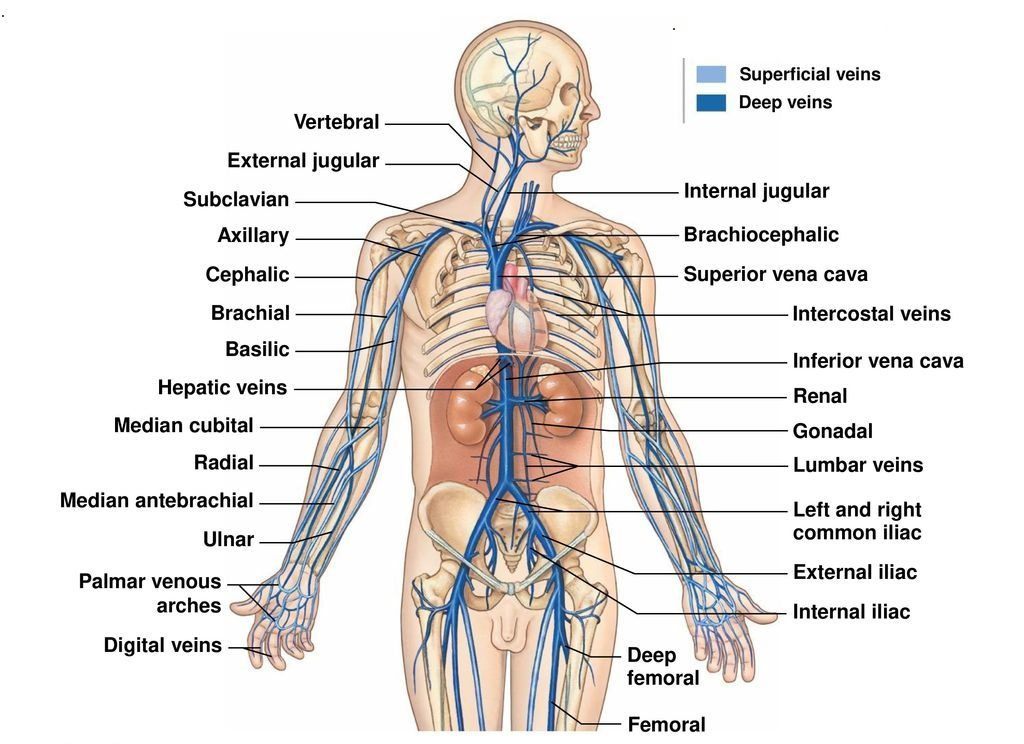 Superficial veins
Deep veins
Vertebral
External jugular
Subclavian
Axillary
Cephalic
Brachial
Basilic
Hepatic veins
Median cubital
Radial
Median antebrachial
Ulnar
Palmar venous
arches
Digital veins
Internal jugular
Brachiocephalic
Superior vena cava
Intercostal veins
Inferior vena cava
Renal
Gonadal
Lumbar veins
Left and right
common iliac
External iliac
Internal iliac
Deep
femoral
Femoral